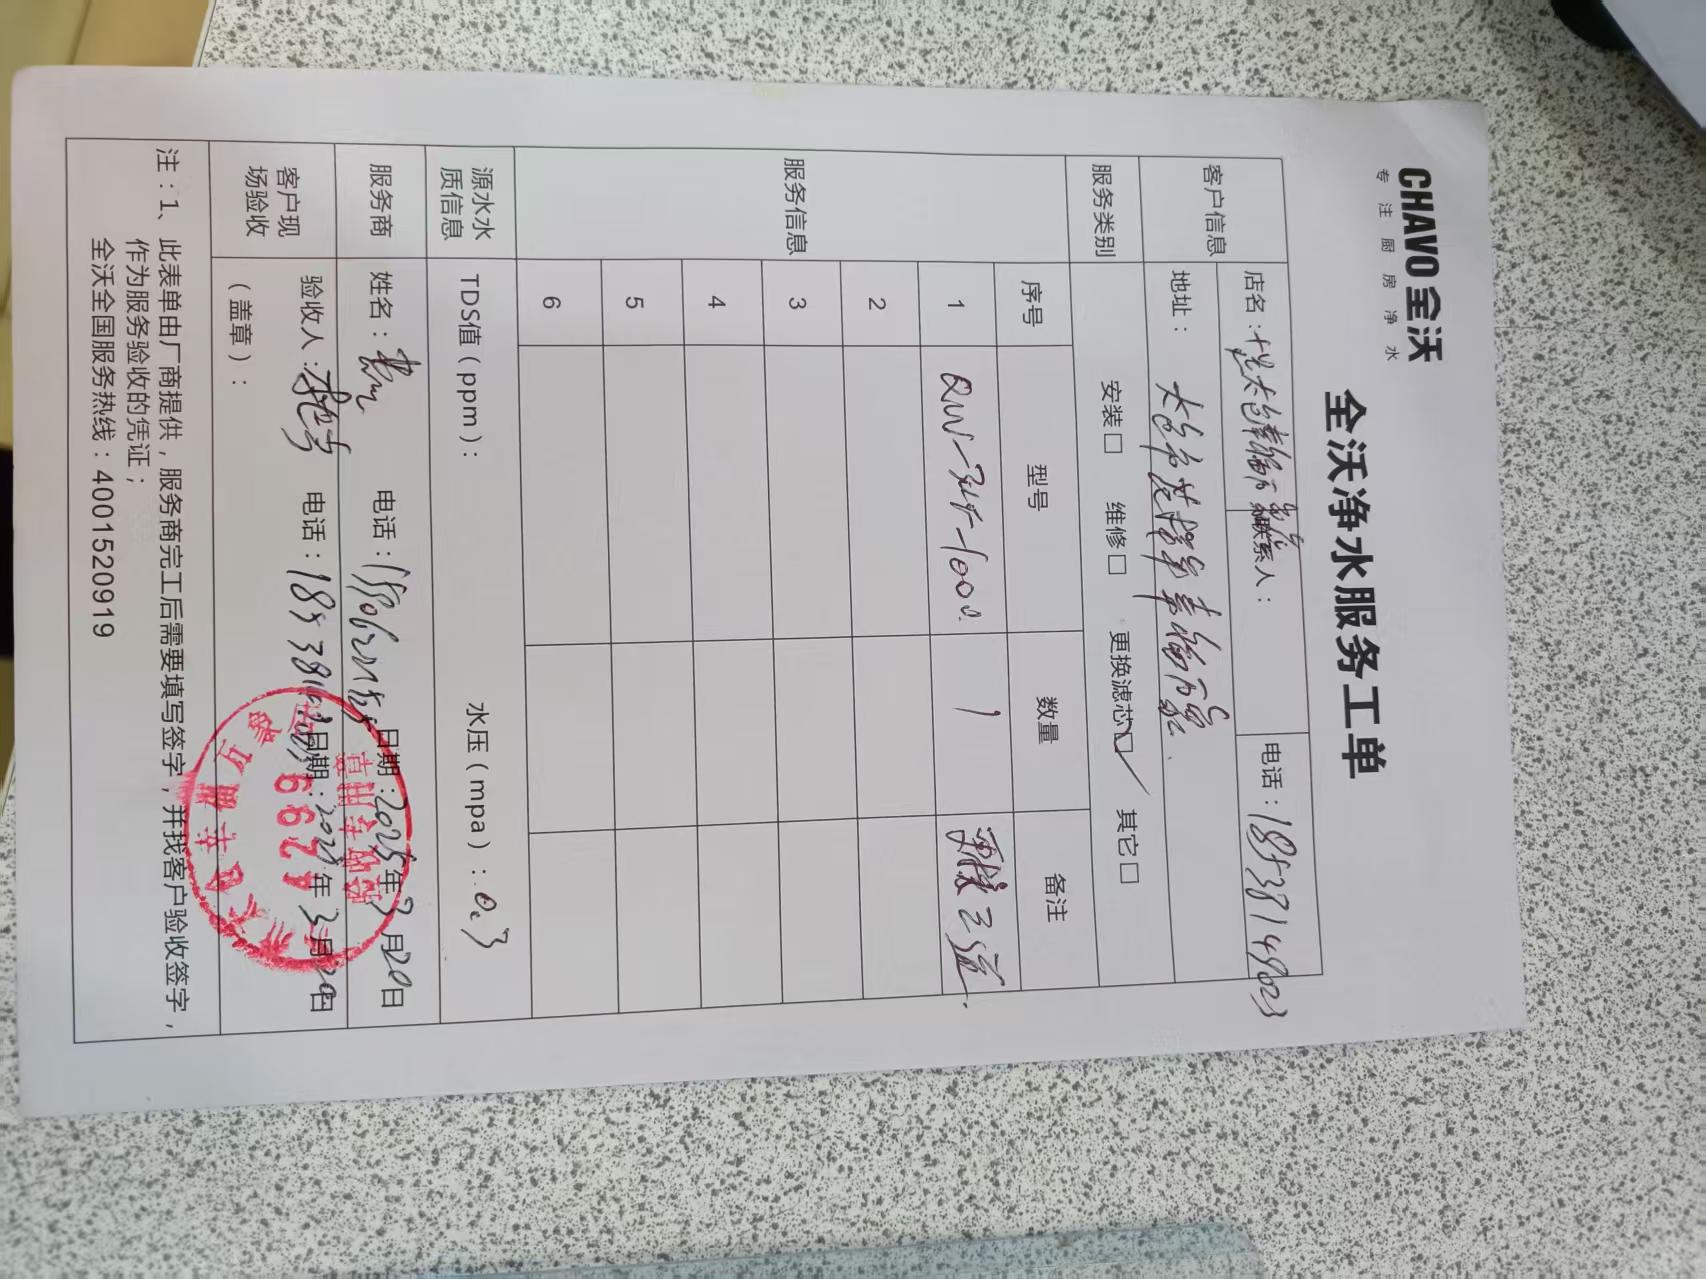 CHAVO 全沃
专注厨房净水
全沃净水服务工单
客户信息 店名： 联系人： 电话：18538149023
地址：
服务类别 安装□ 维修□ 更换滤芯☑ 其它□
服务信息 序号 型号 数量 备注
1 1
2
3
4
5
6
源水水质信息 TDS值（ppm）： 水压（mpa）：0.3
服务商 姓名： 电话： 日期：2025年3月20日
客户现场验收 验收人： 电话： 日期：2025年3月20日
（盖章）：
4299
注：1、此表单由厂商提供，服务商完工后需要填写签字，并找客户验收签字，
作为服务验收的凭证；
全沃全国服务热线：4001520919